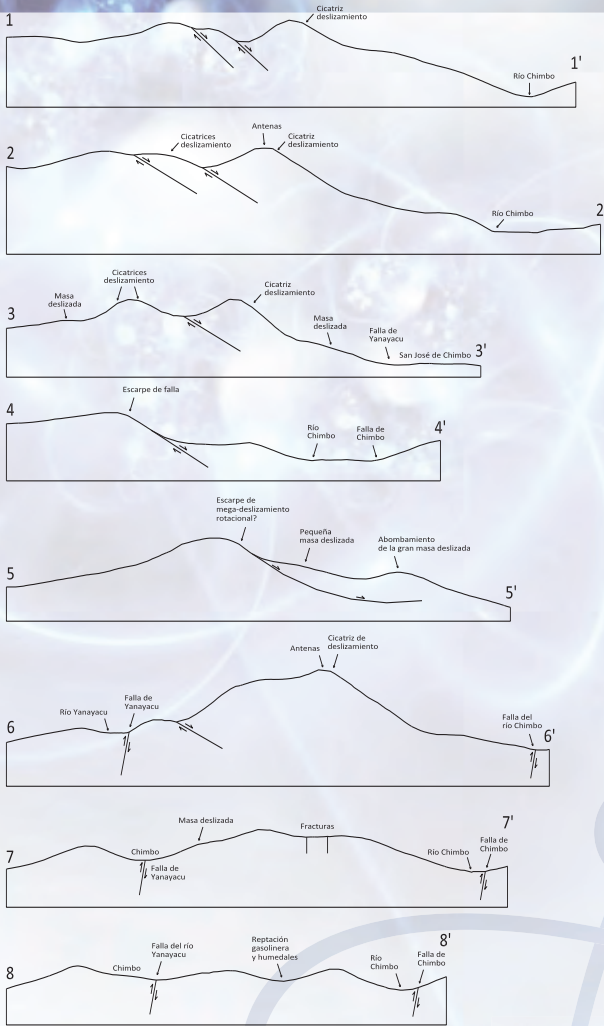 1
Cicatriz
deslizamiento
1'
Río Chimbo
2
Cicatrices
deslizamiento
Antenas
Cicatriz
deslizamiento
Río Chimbo
2
3
Masa
deslizada
Cicatrices
deslizamiento
Cicatriz
deslizamiento
Masa
deslizada
Falla de
Yanayacu
San José de Chimbo
3'
4
Escarpe de falla
Río
Chimbo
Falla de
Chimbo
4'
5
Escarpe de
mega-deslizamiento
rotacional?
Pequeña
masa deslizada
Abombamiento
de la gran masa deslizada
5'
6
Río Yanayacu
Falla de
Yanayacu
Antenas
Cicatriz de
deslizamiento
Falla del
río Chimbo
6'
7
Chimbo
Falla de
Yanayacu
Masa deslizada
Fracturas
Río Chimbo
Falla de
Chimbo
7'
8
Chimbo
Falla del río
Yanayacu
Reptación
gasolinera
y humedales
Río
Chimbo
Falla de
Chimbo
8'